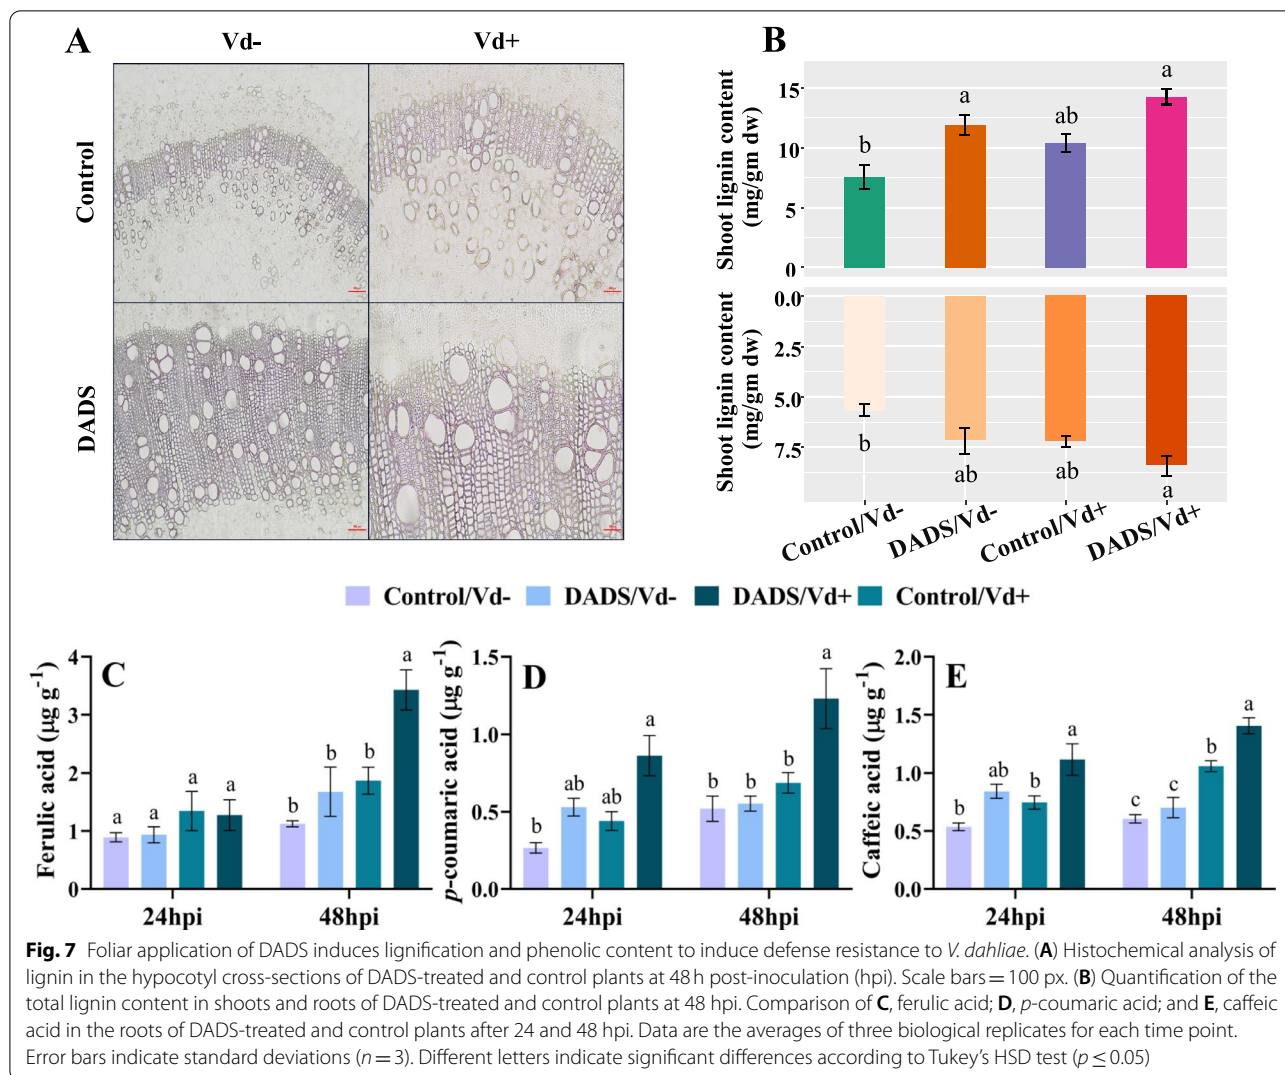 A
Vd-
Vd+
Control
DADS
B
Shoot lignin content
(mg/gm dw)
15
10
5
0
b
a
ab
a
Shoot lignin content
(mg/gm dw)
0.0
2.5
5.0
7.5
b
ab
ab
a
Control/Vd-
DADS/Vd-
Control/Vd+
DADS/Vd+
Control/Vd- DADS/Vd- DADS/Vd+ Control/Vd+
C
Ferulic acid (µg g-1)
4
3
2
1
0
a a a a b b b a
24hpi 48hpi
D
p-coumaric acid (µg g-1)
1.5
1.0
0.5
0.0
b ab ab a b b b a
24hpi 48hpi
E
Caffeic acid (µg g-1)
2.0
1.5
1.0
0.5
0.0
b ab b a c c b a
24hpi 48hpi
Fig. 7 Foliar application of DADS induces lignification and phenolic content to induce defense resistance to V. dahliae. (A) Histochemical analysis of
lignin in the hypocotyl cross-sections of DADS-treated and control plants at 48 h post-inoculation (hpi). Scale bars = 100 px. (B) Quantification of the
total lignin content in shoots and roots of DADS-treated and control plants at 48 hpi. Comparison of C, ferulic acid; D, p-coumaric acid; and E, caffeic
acid in the roots of DADS-treated and control plants after 24 and 48 hpi. Data are the averages of three biological replicates for each time point.
Error bars indicate standard deviations (n = 3). Different letters indicate significant differences according to Tukey's HSD test (p ≤ 0.05)